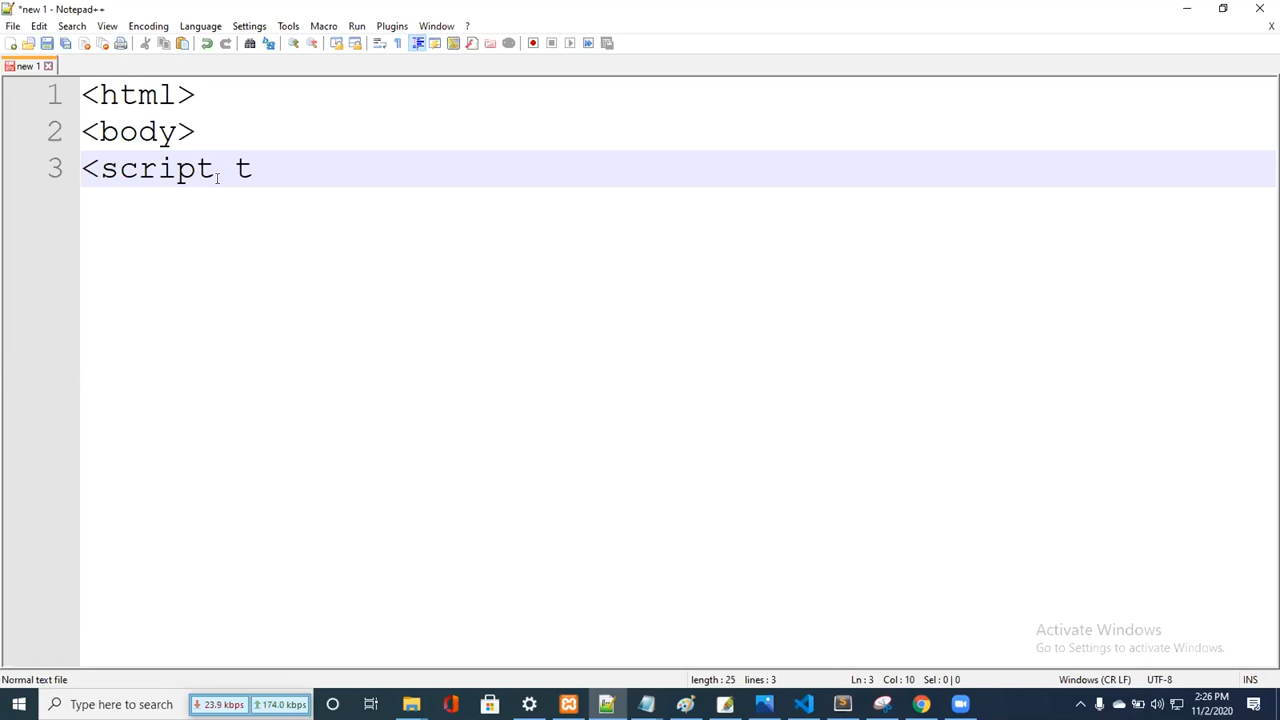 *new 1 - Notepad++
File Edit Search View Encoding Language Settings Tools Macro Run Plugins Window ?
X
new 1
1 <html>
2 <body>
3 <script t
Activate Windows
Go to Settings to activate Windows.
Normal text file length : 25 lines : 3 Ln : 3 Col : 10 Sel : 0 | 0 Windows (CR LF) UTF-8 INS
Type here to search 23.9 kbps 174.0 kbps 2:26 PM
11/2/2020